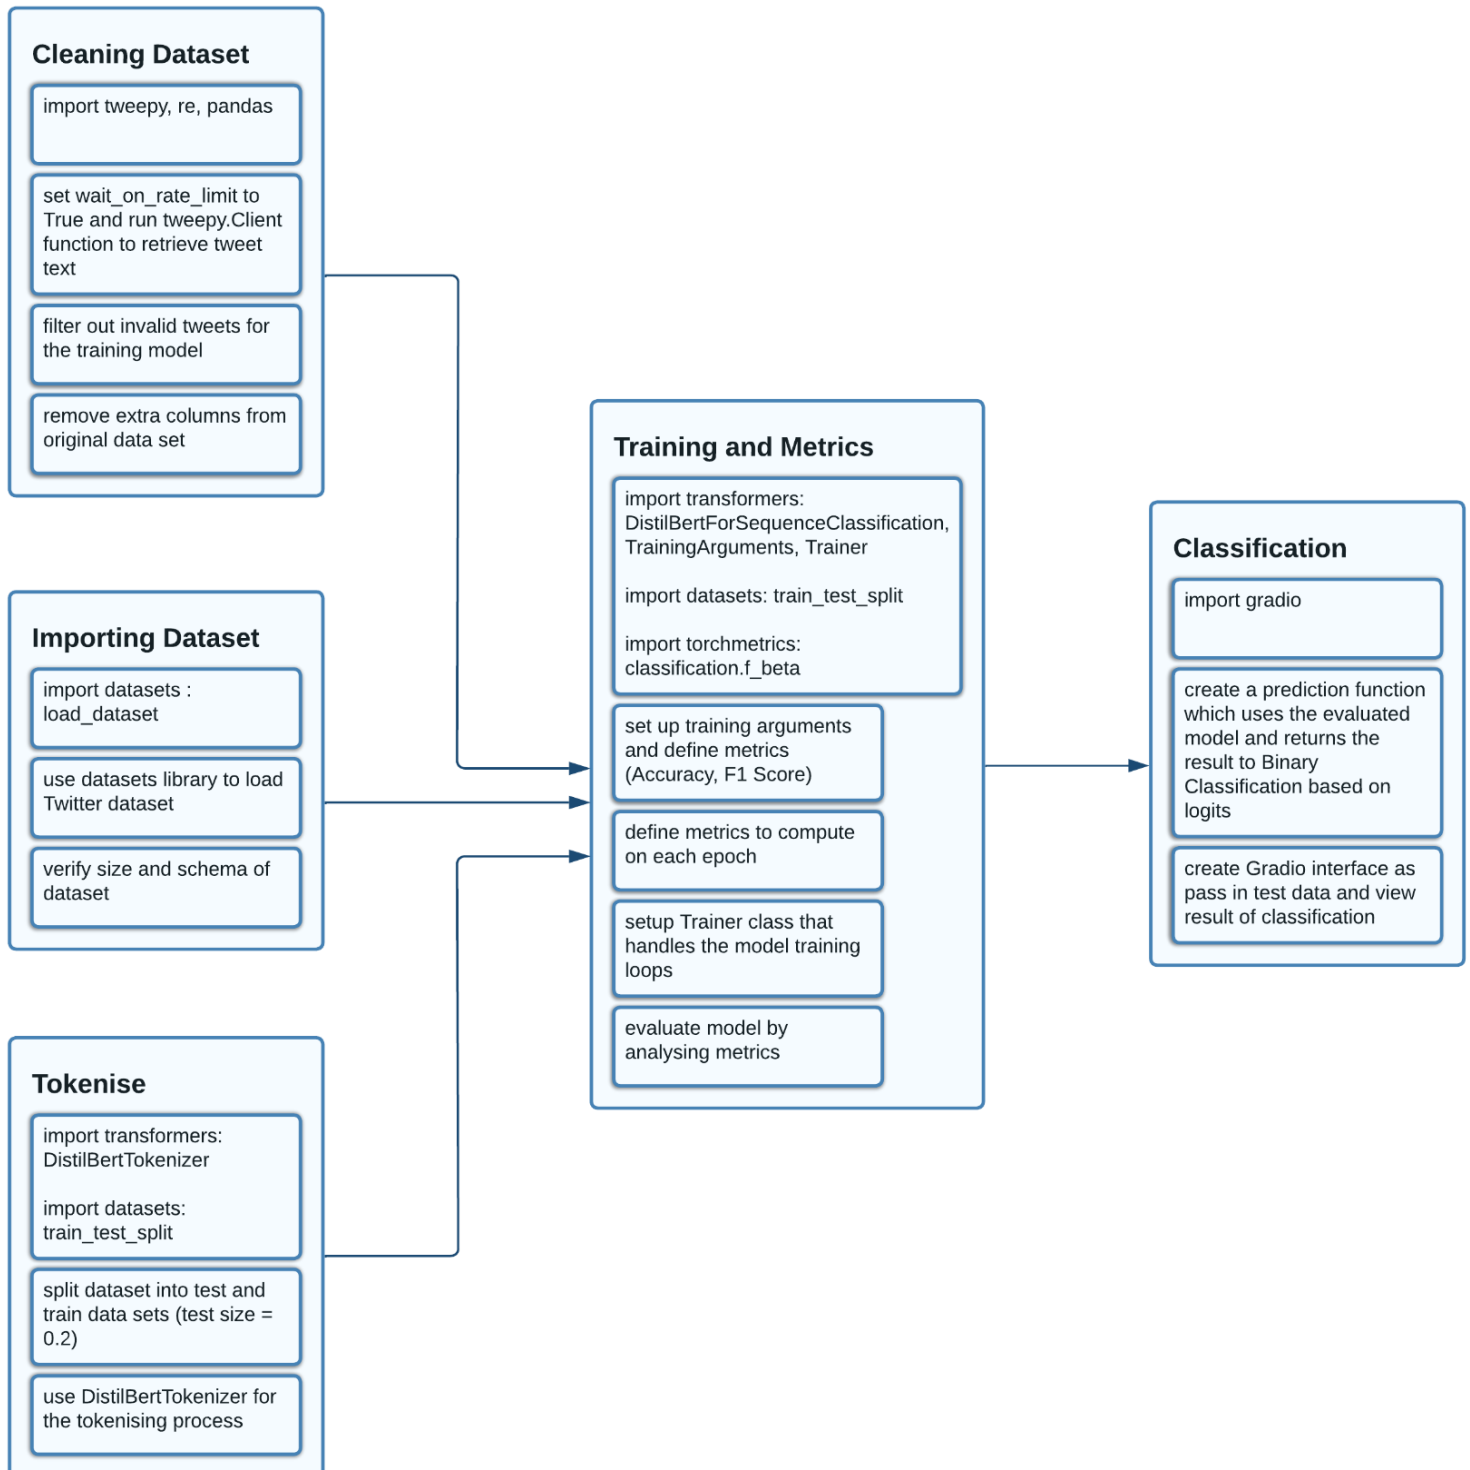 Cleaning Dataset
import tweepy, re, pandas
set wait_on_rate_limit to
True and run tweepy.Client
function to retrieve tweet
text
filter out invalid tweets for
the training model
remove extra columns from
original data set
Importing Dataset
import datasets :
load_dataset
use datasets library to load
Twitter dataset
verify size and schema of
dataset
Tokenise
import transformers:
DistilBertTokenizer
import datasets:
train_test_split
split dataset into test and
train data sets (test size =
0.2)
use DistilBertTokenizer for
the tokenising process
Training and Metrics
import transformers:
DistilBertForSequenceClassification,
TrainingArguments, Trainer
import datasets: train_test_split
import torchmetrics:
classification.f_beta
set up training arguments
and define metrics
(Accuracy, F1 Score)
define metrics to compute
on each epoch
setup Trainer class that
handles the model training
loops
evaluate model by
analysing metrics
Classification
import gradio
create a prediction function
which uses the evaluated
model and returns the
result to Binary
Classification based on
logits
create Gradio interface as
pass in test data and view
result of classification